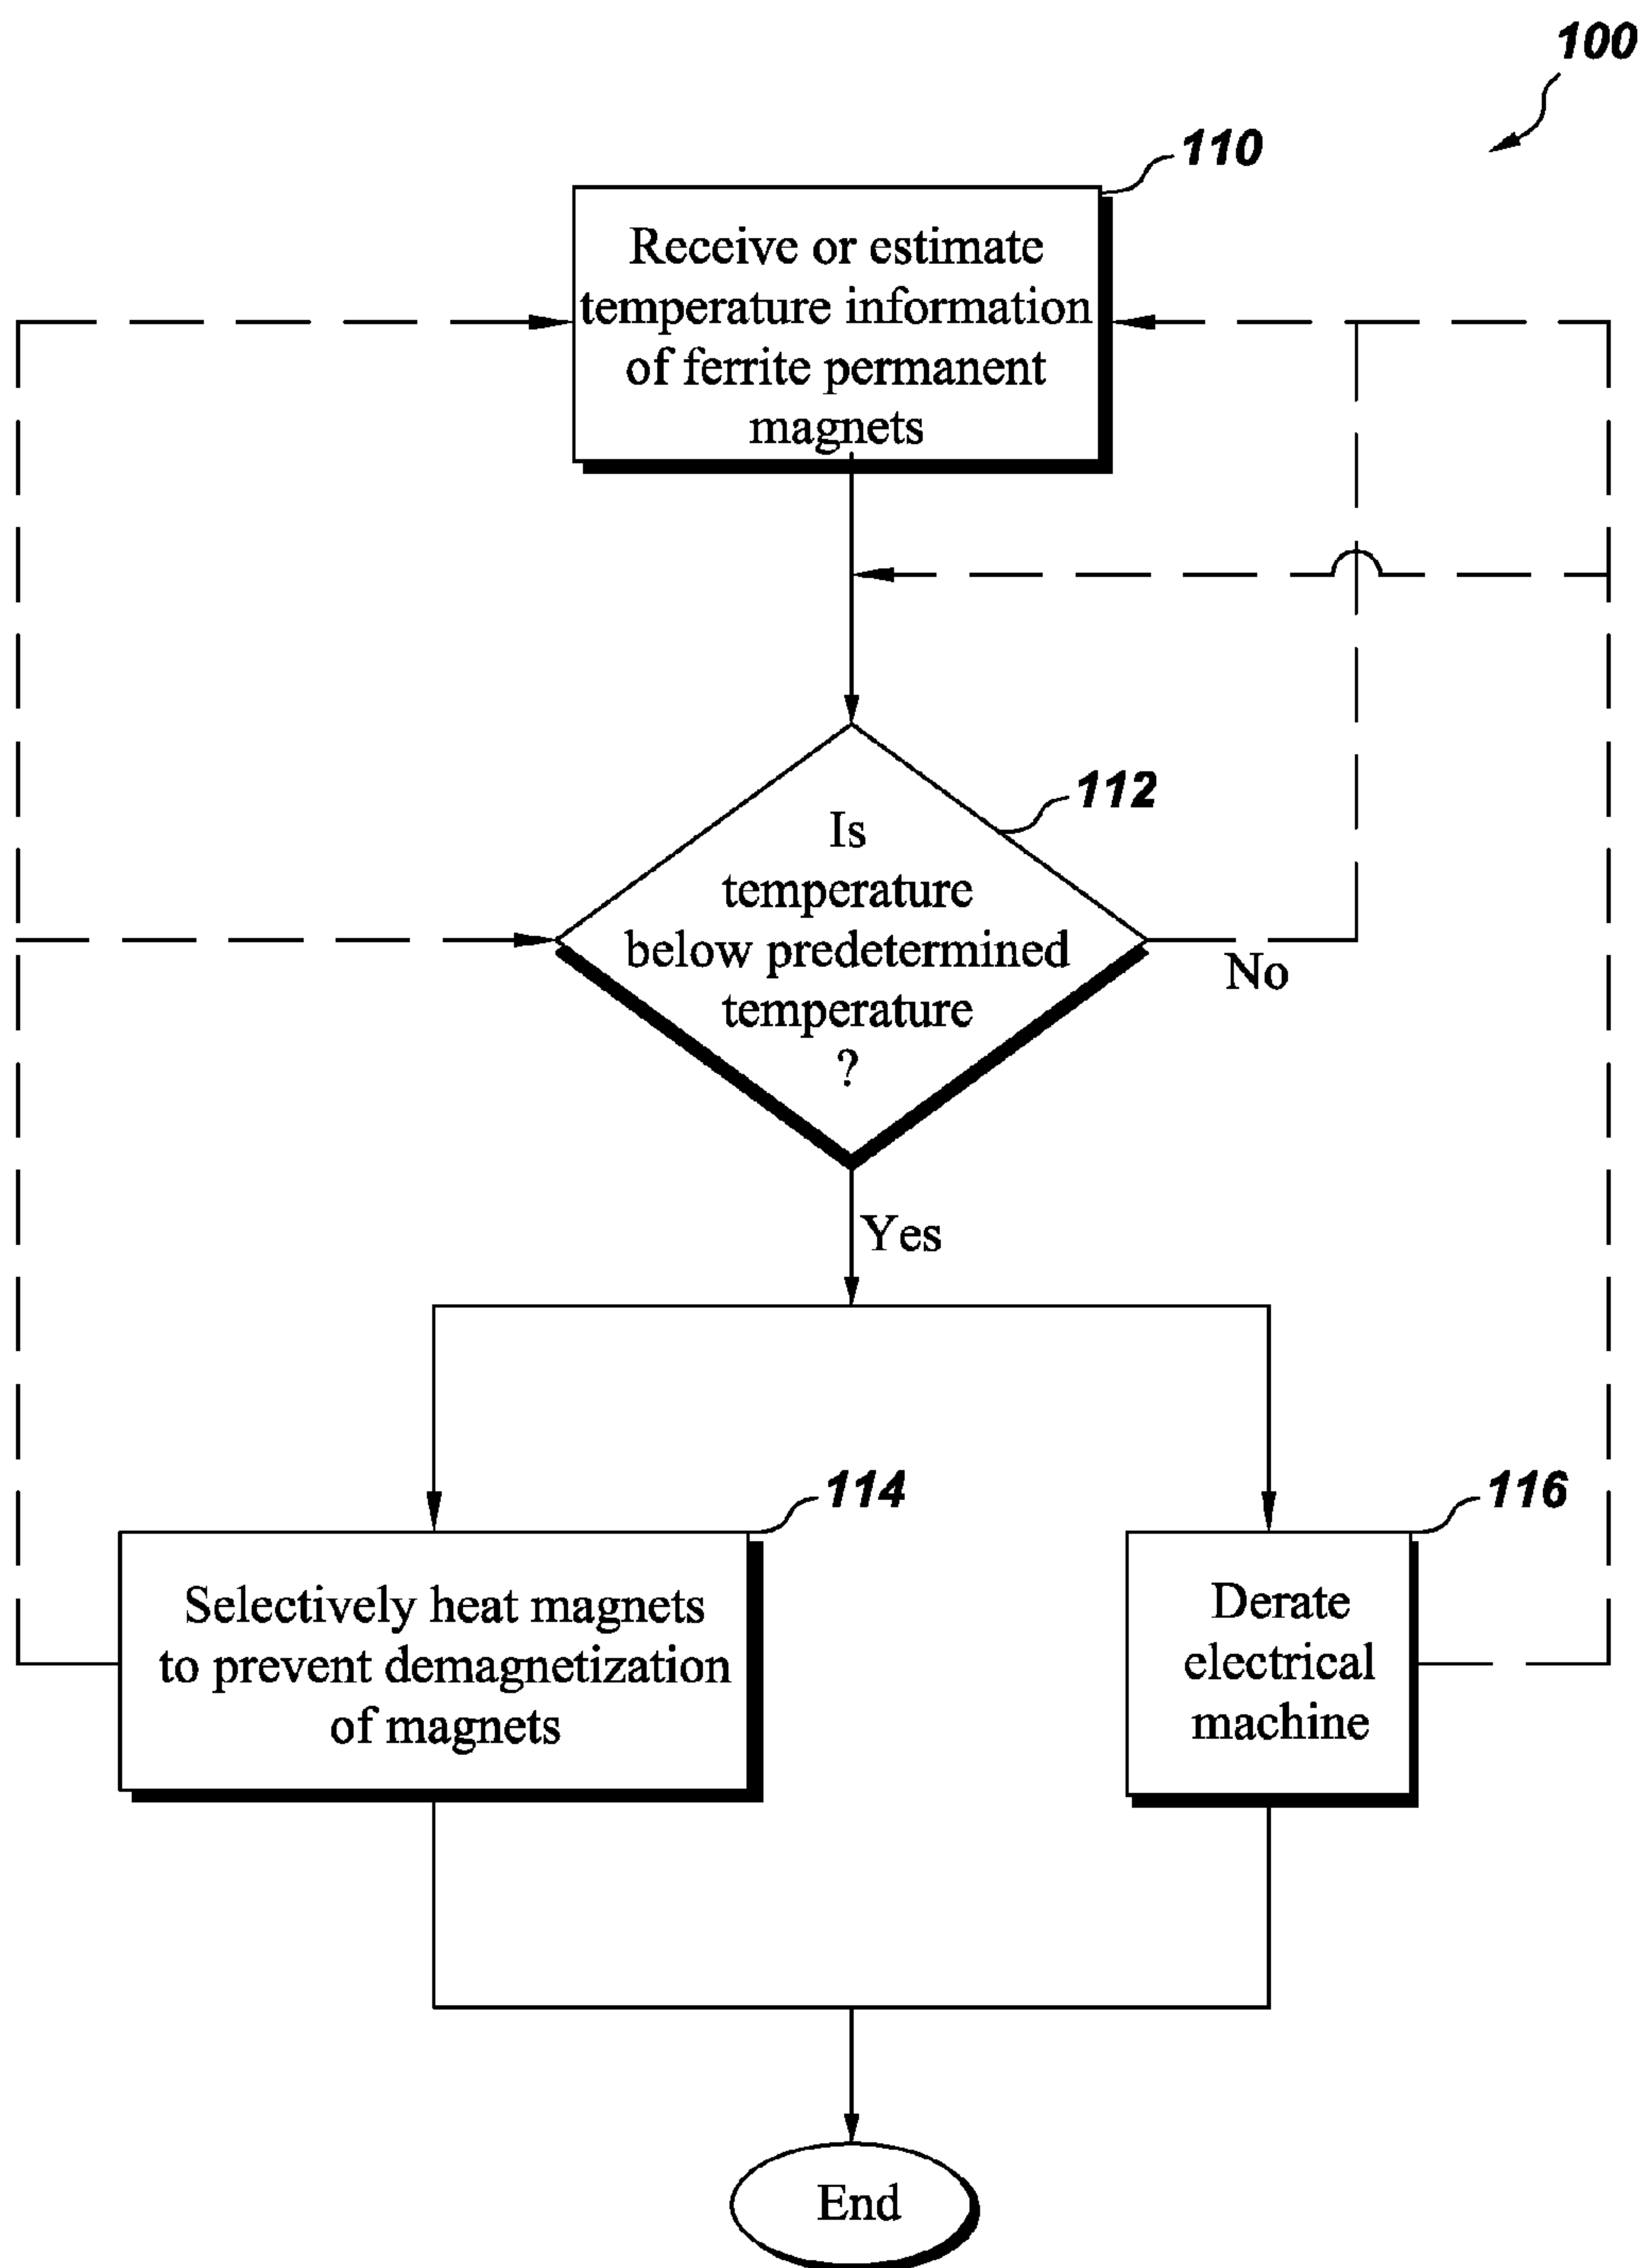 100
110
Receive or estimate
temperature information
of ferrite permanent
magnets
112
Is
temperature
below predetermined
temperature
?
No
Yes
114
Selectively heat magnets
to prevent demagnetization
of magnets
116
Derate
electrical
machine
End